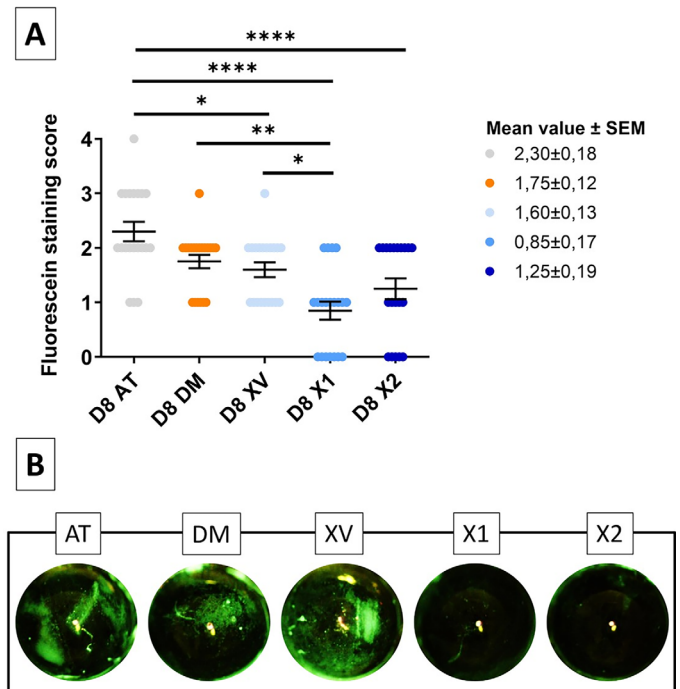 A
****
****
*
**
*
Fluorescein staining score
4
3
2
1
0
D8 AT
D8 DM
D8 XV
D8 X1
D8 X2
Mean value ± SEM
2,30±0,18
1,75±0,12
1,60±0,13
0,85±0,17
1,25±0,19
B
AT DM XV X1 X2